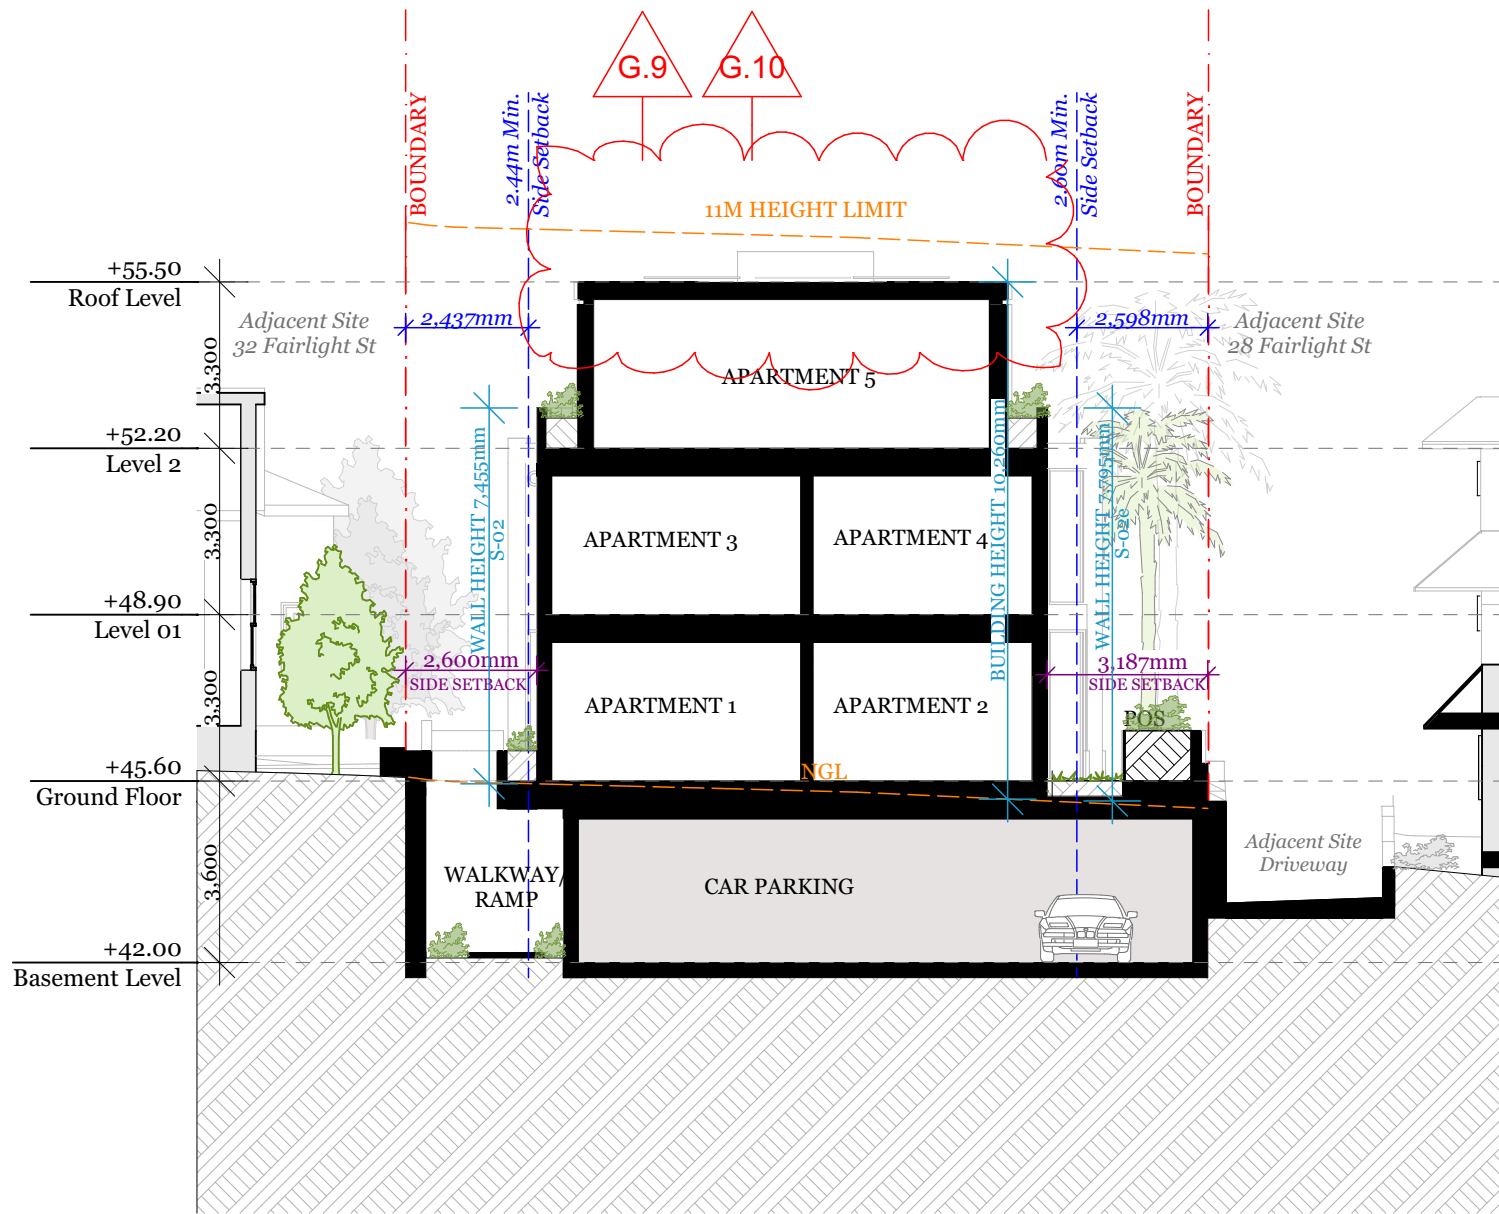 G.9
G.10
BOUNDARY
2.44m Min.
Side Setback
2.60m Min.
Side Setback
BOUNDARY
11M HEIGHT LIMIT
+55.50
Roof Level
Adjacent Site
32 Fairlight St
2,437mm
2,598mm
Adjacent Site
28 Fairlight St
3,300
APARTMENT 5
+52.20
Level 2
WALL HEIGHT 7,455mm
S-02
BUILDING HEIGHT 10,260mm
WALL HEIGHT 7,795mm
S-02e
3,300
APARTMENT 3
APARTMENT 4
+48.90
Level 01
2,600mm
SIDE SETBACK
3,187mm
SIDE SETBACK
3,300
APARTMENT 1
APARTMENT 2
POS
+45.60
Ground Floor
NGL
3,600
WALKWAY/
RAMP
CAR PARKING
Adjacent Site
Driveway
+42.00
Basement Level